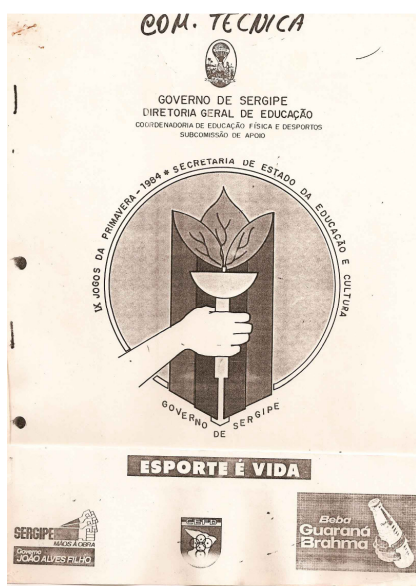 COM. TECNICA
GOVERNO DE SERGIPE
DIRETORIA GERAL DE EDUCAÇÃO
COORDENADORIA DE EDUCAÇÃO FÍSICA E DESPORTOS
SUBCOMISSÃO DE APOIO
IX JOGOS DA PRIMAVERA - 1984 * SECRETARIA DE ESTADO DA EDUCAÇÃO E CULTURA
GOVERNO DE SERGIPE
ESPORTE É VIDA
SERGIPE
MÃOS À OBRA
Governo
JOÃO ALVES FILHO
Beba
Guaraná
Brahma